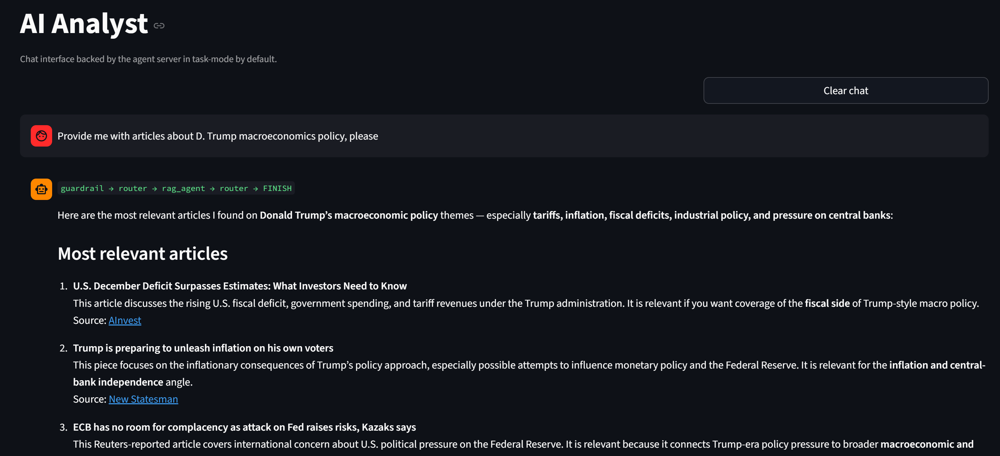 AI Analyst
Chat interface backed by the agent server in task-mode by default.
Clear chat
Provide me with articles about D. Trump macroeconomics policy, please
guardrail → router → rag_agent → router → FINISH
Here are the most relevant articles I found on Donald Trump’s macroeconomic policy themes — especially tariffs, inflation, fiscal deficits, industrial policy, and pressure on central banks:
Most relevant articles
1. U.S. December Deficit Surpasses Estimates: What Investors Need to Know
This article discusses the rising U.S. fiscal deficit, government spending, and tariff revenues under the Trump administration. It is relevant if you want coverage of the fiscal side of Trump-style macro policy.
Source: AInvest
2. Trump is preparing to unleash inflation on his own voters
This piece focuses on the inflationary consequences of Trump’s policy approach, especially possible attempts to influence monetary policy and the Federal Reserve. It is relevant for the inflation and central-
bank independence angle.
Source: New Statesman
3. ECB has no room for complacency as attack on Fed raises risks, Kazaks says
This Reuters-reported article covers international concern about U.S. political pressure on the Federal Reserve. It is relevant because it connects Trump-era policy pressure to broader macroeconomic and